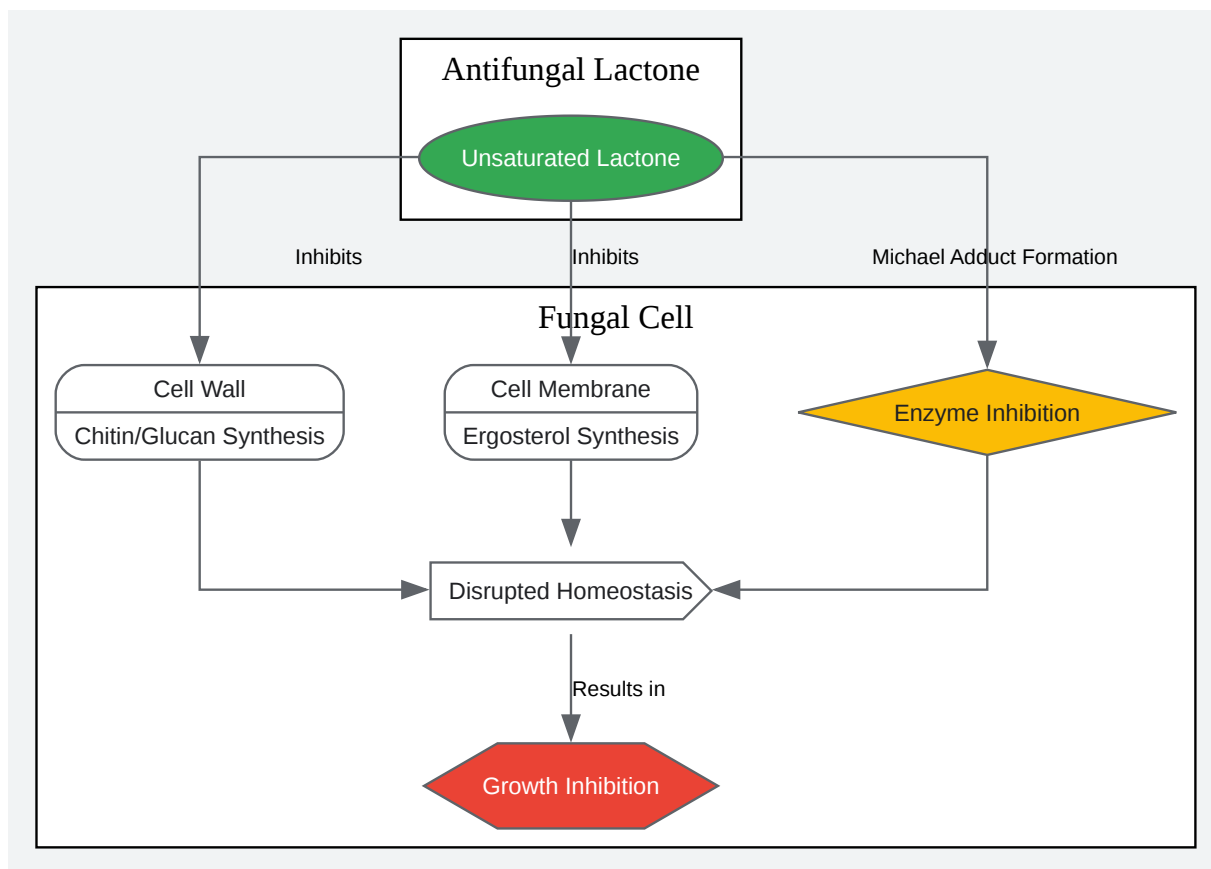 Antifungal Lactone
Unsaturated Lactone
Inhibits
Inhibits
Michael Adduct Formation
Fungal Cell
Cell Wall
Chitin/Glucan Synthesis
Cell Membrane
Ergosterol Synthesis
Enzyme Inhibition
Disrupted Homeostasis
Results in
Growth Inhibition